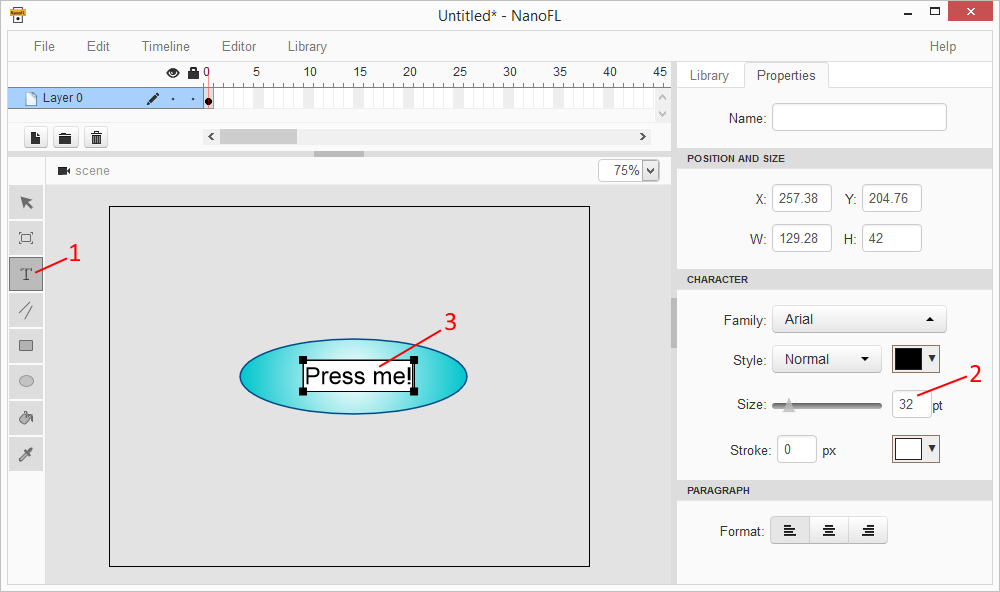 Untitled* - NanoFL
File Edit Timeline Editor Library Help
0 5 10 15 20 25 30 35 40 45
Layer 0
scene
75%
1
T
3
Press me!
Library Properties
Name:
POSITION AND SIZE
X: 257.38 Y: 204.76
W: 129.28 H: 42
CHARACTER
Family: Arial
Style: Normal
2
Size: 32 pt
Stroke: 0 px
PARAGRAPH
Format: